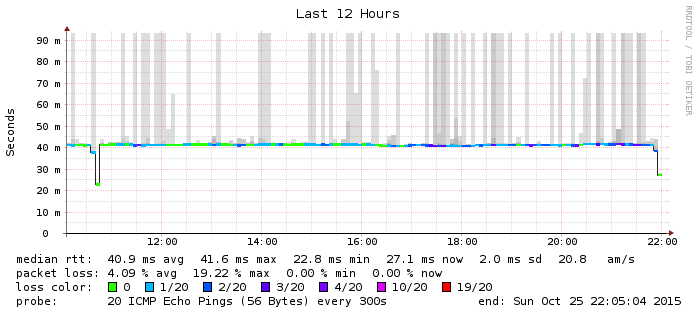 Last 12 Hours
RRDTOOL / TOBI OETIKER
Seconds
90 m
80 m
70 m
60 m
50 m
40 m
30 m
20 m
10 m
0
12:00 14:00 16:00 18:00 20:00 22:00
median rtt: 40.9 ms avg 41.6 ms max 22.8 ms min 27.1 ms now 2.0 ms sd 20.8 am/s
packet loss: 4.09 % avg 19.22 % max 0.00 % min 0.00 % now
loss color: 0 1/20 2/20 3/20 4/20 10/20 19/20
probe: 20 ICMP Echo Pings (56 Bytes) every 300s end: Sun Oct 25 22:05:04 2015